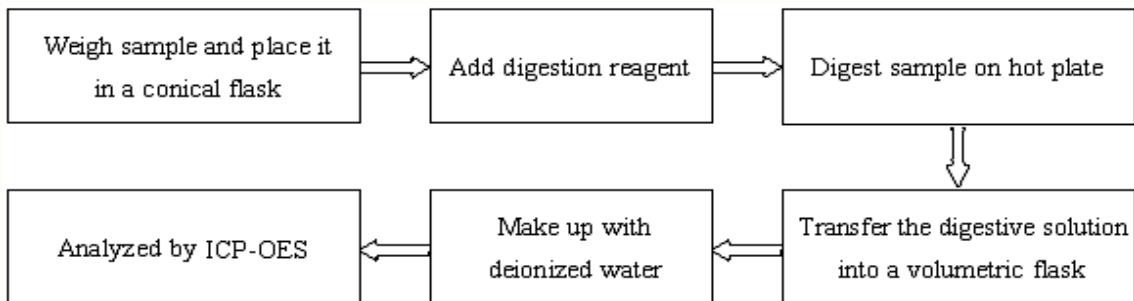 Weigh sample and place it
in a conical flask
Add digestion reagent
Digest sample on hot plate
Transfer the digestive solution
into a volumetric flask
Make up with
deionized water
Analyzed by ICP-OES